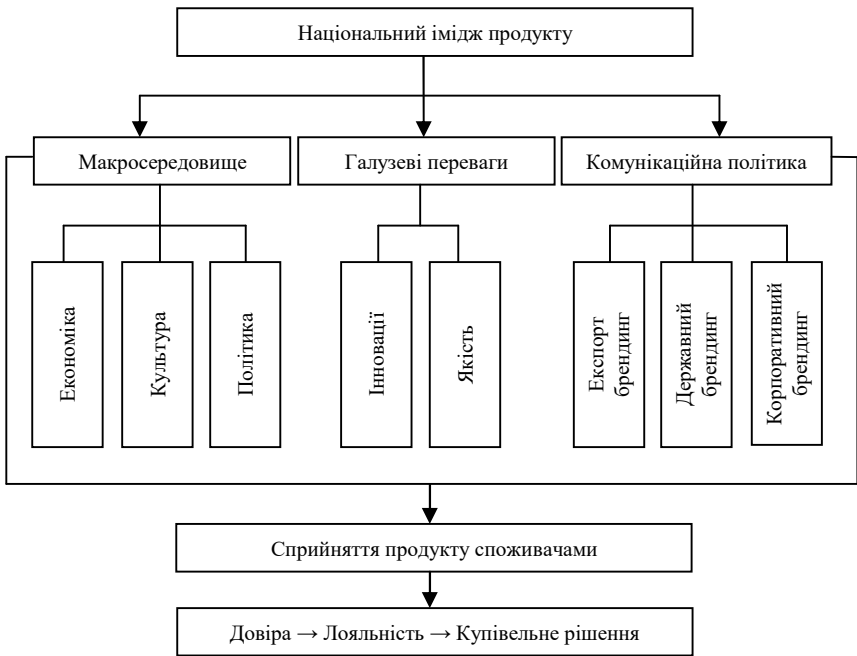 Національний імідж продукту
Макросередовище
Галузеві переваги
Комунікаційна політика
Економіка
Культура
Політика
Інновації
Якість
Експорт
брендинг
Державний
брендинг
Корпоративний
брендинг
Сприйняття продукту споживачами
Довіра → Лояльність → Купівельне рішення